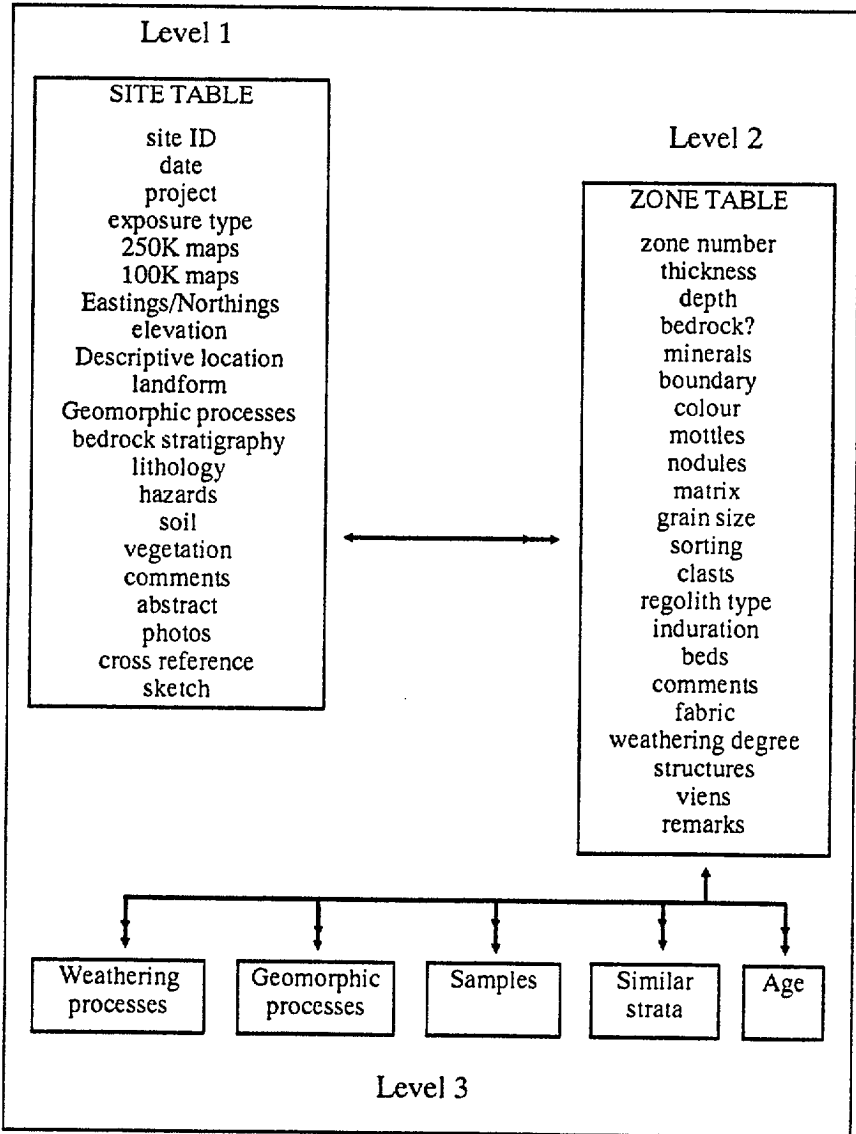 Level 1
SITE TABLE
site ID
date
project
exposure type
250K maps
100K maps
Eastings/Northings
elevation
Descriptive location
landform
Geomorphic processes
bedrock stratigraphy
lithology
hazards
soil
vegetation
comments
abstract
photos
cross reference
sketch
Level 2
ZONE TABLE
zone number
thickness
depth
bedrock?
minerals
boundary
colour
mottles
nodules
matrix
grain size
sorting
clasts
regolith type
induration
beds
comments
fabric
weathering degree
structures
viens
remarks
Weathering
processes
Geomorphic
processes
Samples
Similar
strata
Age
Level 3